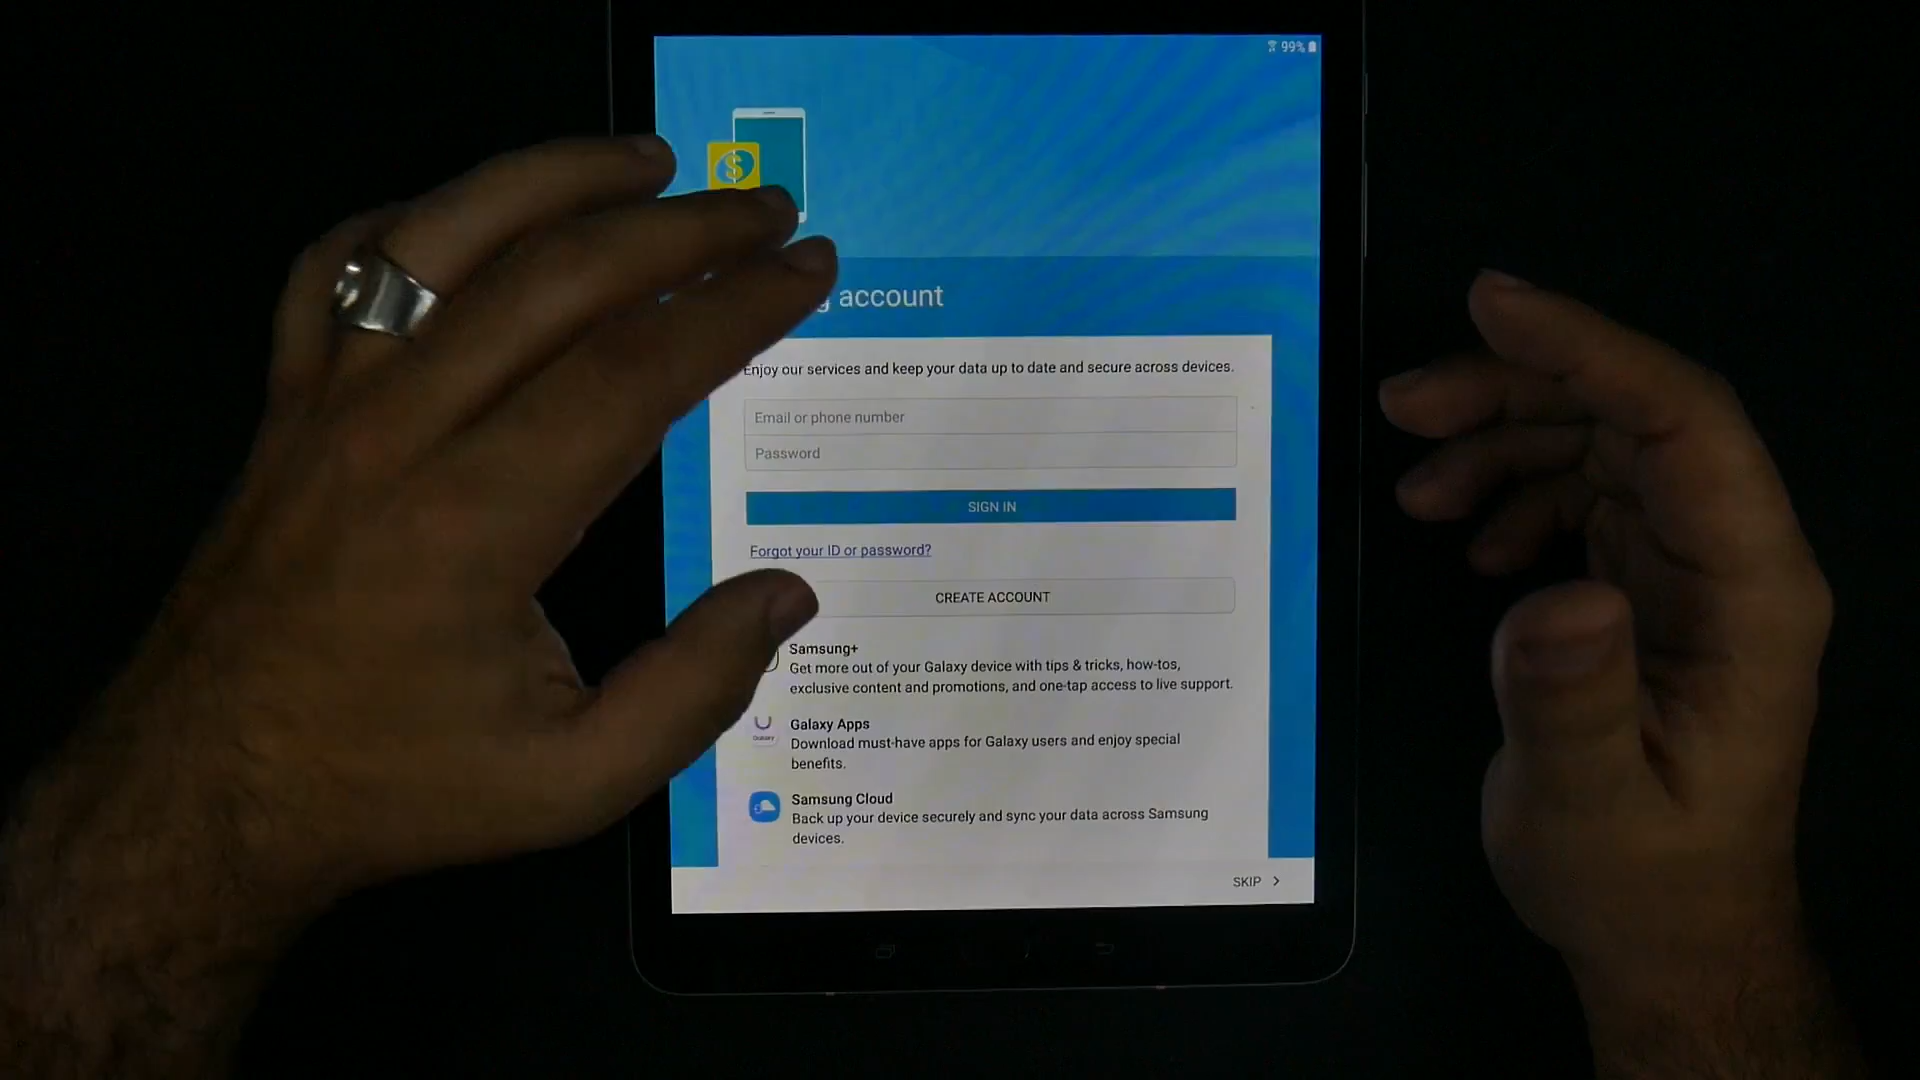 99%
$
account
Enjoy our services and keep your data up to date and secure across devices.
Email or phone number
Password
SIGN IN
Forgot your ID or password?
CREATE ACCOUNT
Samsung+
Get more out of your Galaxy device with tips & tricks, how-tos,
exclusive content and promotions, and one-tap access to live support.
Galaxy Apps
Download must-have apps for Galaxy users and enjoy special
benefits.
Samsung Cloud
Back up your device securely and sync your data across Samsung
devices.
SKIP >